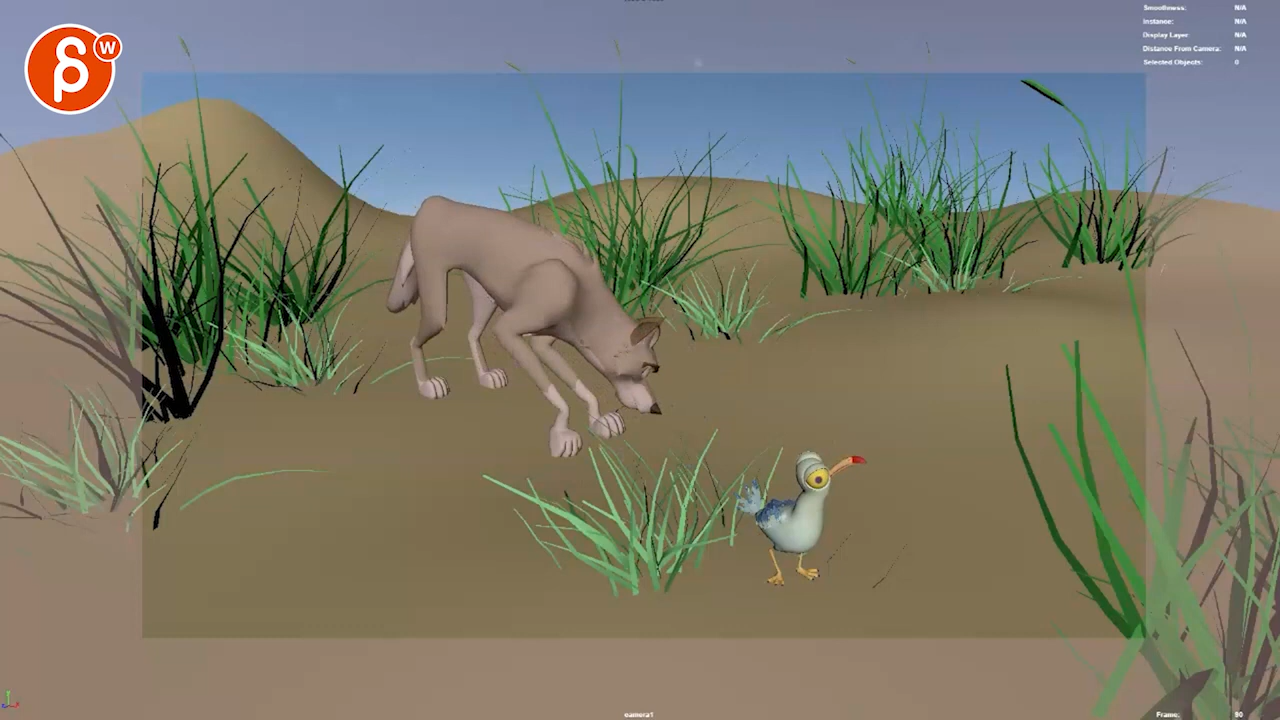 W
Smoothness: N/A
Instance: N/A
Display Layer: N/A
Distance From Camera: N/A
Selected Objects: 0
camera1
Frame: 90